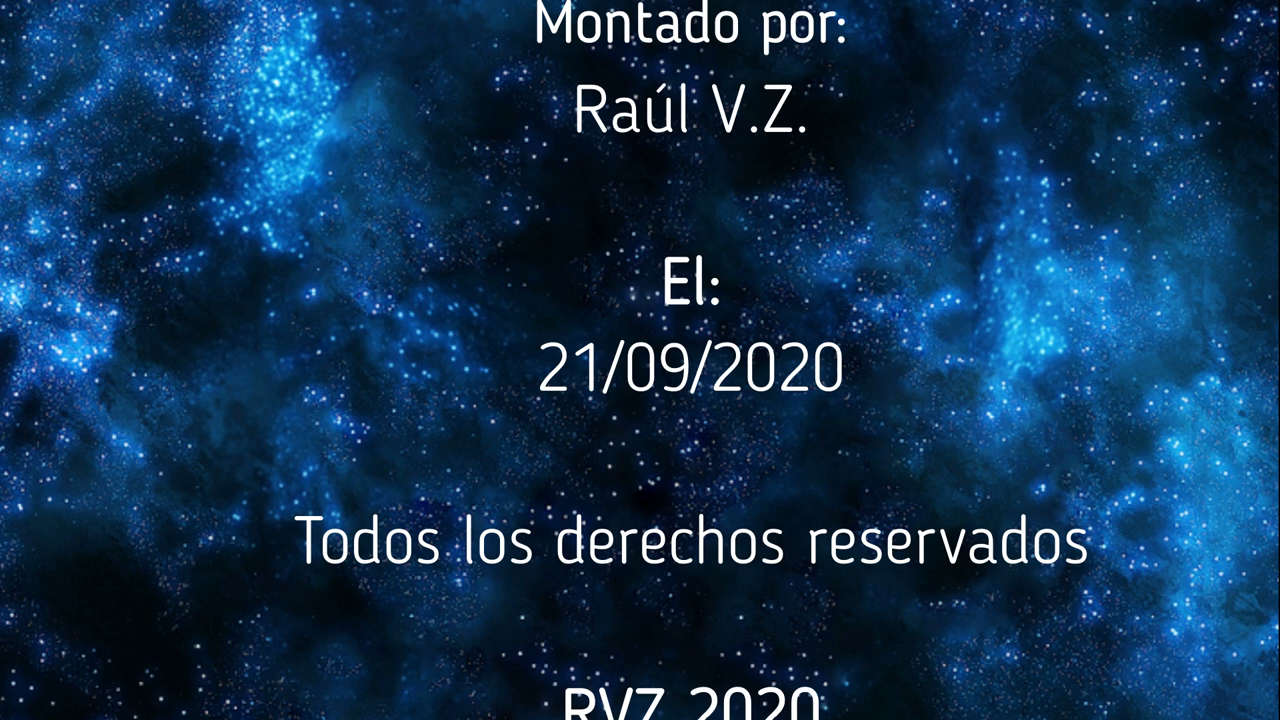 Montado por:
Raúl V.Z.
El:
21/09/2020
Todos los derechos reservados
RVZ 2020